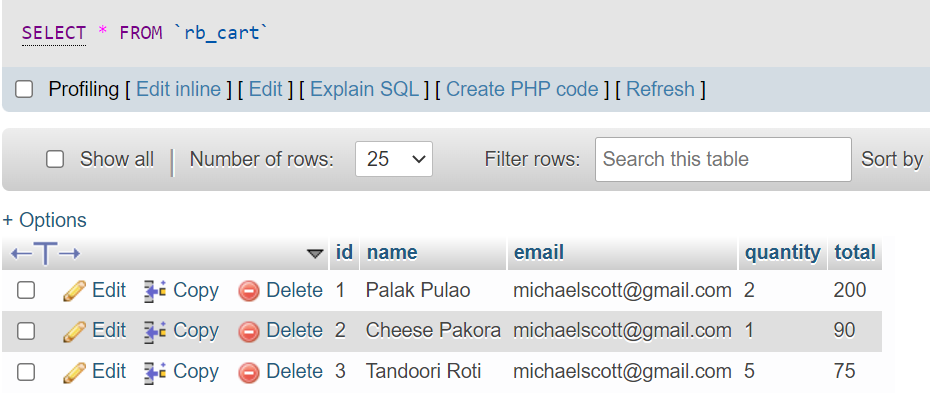 SELECT * FROM `rb_cart`
Profiling [ Edit inline ] [ Edit ] [ Explain SQL ] [ Create PHP code ] [ Refresh ]
Show all | Number of rows: 25 Filter rows: Search this table Sort by
+ Options
←T→ id name email quantity total
Edit Copy Delete 1 Palak Pulao michaelscott@gmail.com 2 200
Edit Copy Delete 2 Cheese Pakora michaelscott@gmail.com 1 90
Edit Copy Delete 3 Tandoori Roti michaelscott@gmail.com 5 75